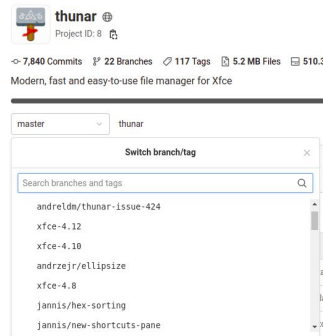 thunar
Project ID: 8
7,840 Commits 22 Branches 117 Tags 5.2 MB Files 510.3
Modern, fast and easy-to-use file manager for Xfce
master thunar
Switch branch/tag
Search branches and tags
andreldm/thunar-issue-424
xfce-4.12
xfce-4.10
andrzej/ellipsize
xfce-4.8
jannis/hex-sorting
jannis/new-shortcuts-pane